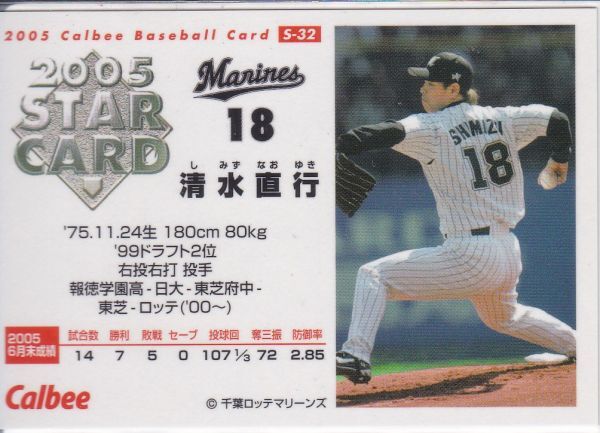 2005 Calbee Baseball Card S-32
2005
STAR
CARD
Marines
18
しみず なおゆき
清水直行
'75.11.24生 180cm 80kg
'99ドラフト2位
右投右打 投手
報徳学園高-日大-東芝府中-
東芝-ロッテ('00〜)
2005
6月末成績
試合数 勝利 敗戦 セーブ 投球回 奪三振 防御率
14 7 5 0 107 1/3 72 2.85
Calbee
© 千葉ロッテマリーンズ
SHIMIZU
18